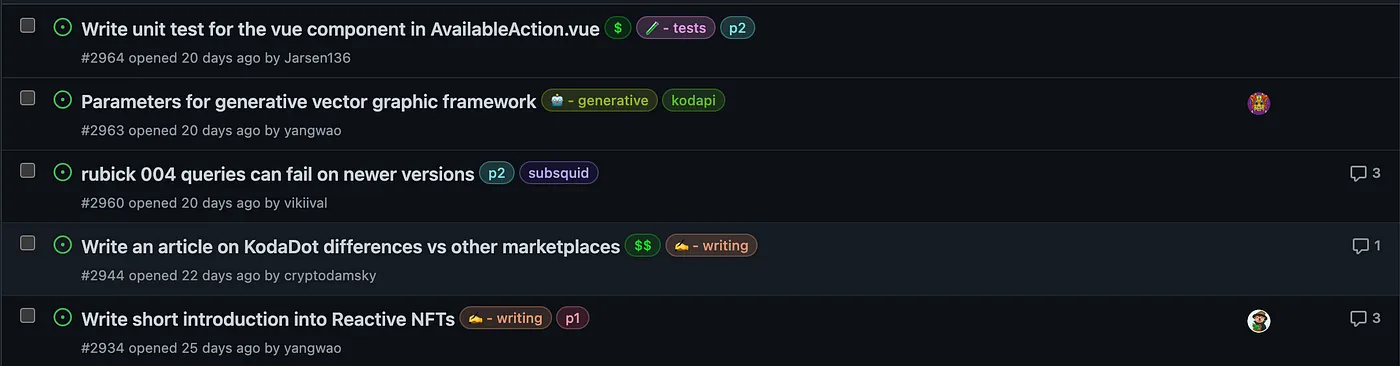 Write unit test for the vue component in AvailableAction.vue $ 🧪 - tests p2
#2964 opened 20 days ago by Jarsen136
Parameters for generative vector graphic framework 🤖 - generative kodapi
#2963 opened 20 days ago by yangwao
rubick 004 queries can fail on newer versions p2 subsquid 3
#2960 opened 20 days ago by vikiival
Write an article on KodaDot differences vs other marketplaces $$ ✍️ - writing 1
#2944 opened 22 days ago by cryptodamsky
Write short introduction into Reactive NFTs ✍️ - writing p1 3
#2934 opened 25 days ago by yangwao